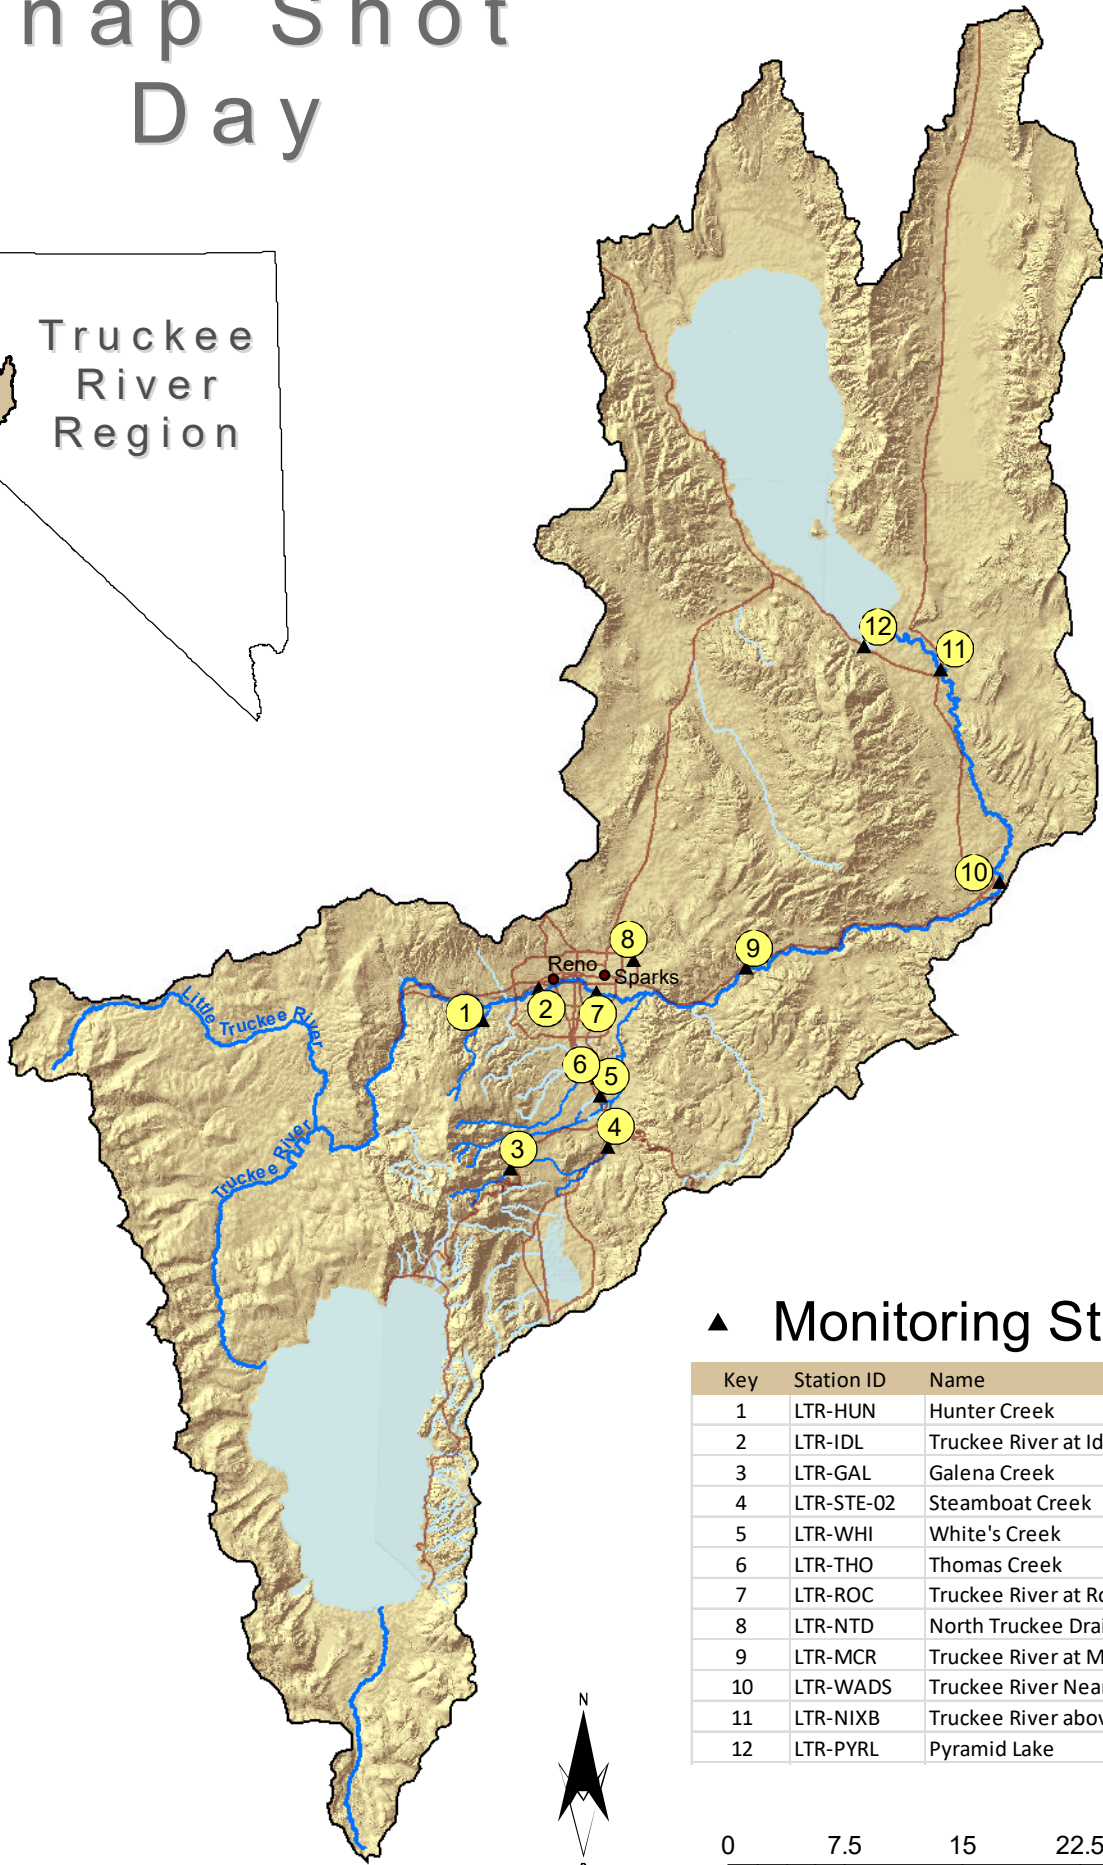 nap Shot
Day
Truckee
River
Region
12
11
10
9
8
Reno
Sparks
1
2
7
Little Truckee River
6
5
4
3
Truckee River
▲ Monitoring St
Key Station ID Name
1 LTR-HUN Hunter Creek
2 LTR-IDL Truckee River at Id
3 LTR-GAL Galena Creek
4 LTR-STE-02 Steamboat Creek
5 LTR-WHI White's Creek
6 LTR-THO Thomas Creek
7 LTR-ROC Truckee River at Ro
8 LTR-NTD North Truckee Drai
9 LTR-MCR Truckee River at M
10 LTR-WADS Truckee River Near
11 LTR-NIXB Truckee River abov
12 LTR-PYRL Pyramid Lake
N
0 7.5 15 22.5